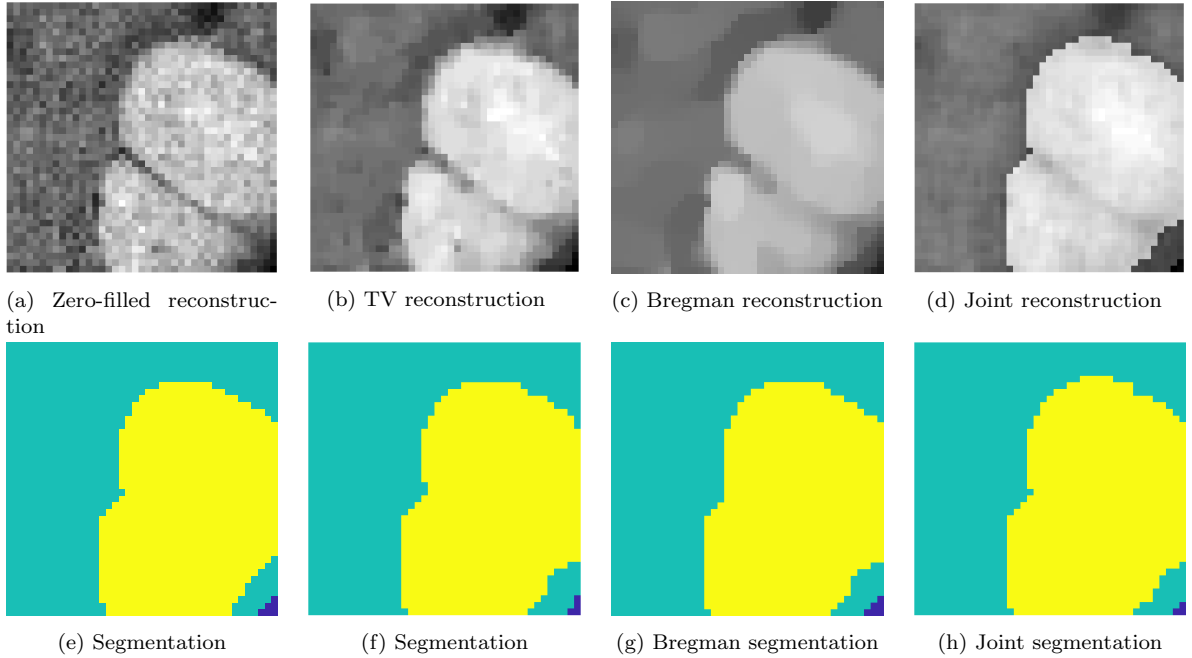 (a) Zero-filled reconstruc-
tion
(b) TV reconstruction
(c) Bregman reconstruction
(d) Joint reconstruction
(e) Segmentation
(f) Segmentation
(g) Bregman segmentation
(h) Joint segmentation